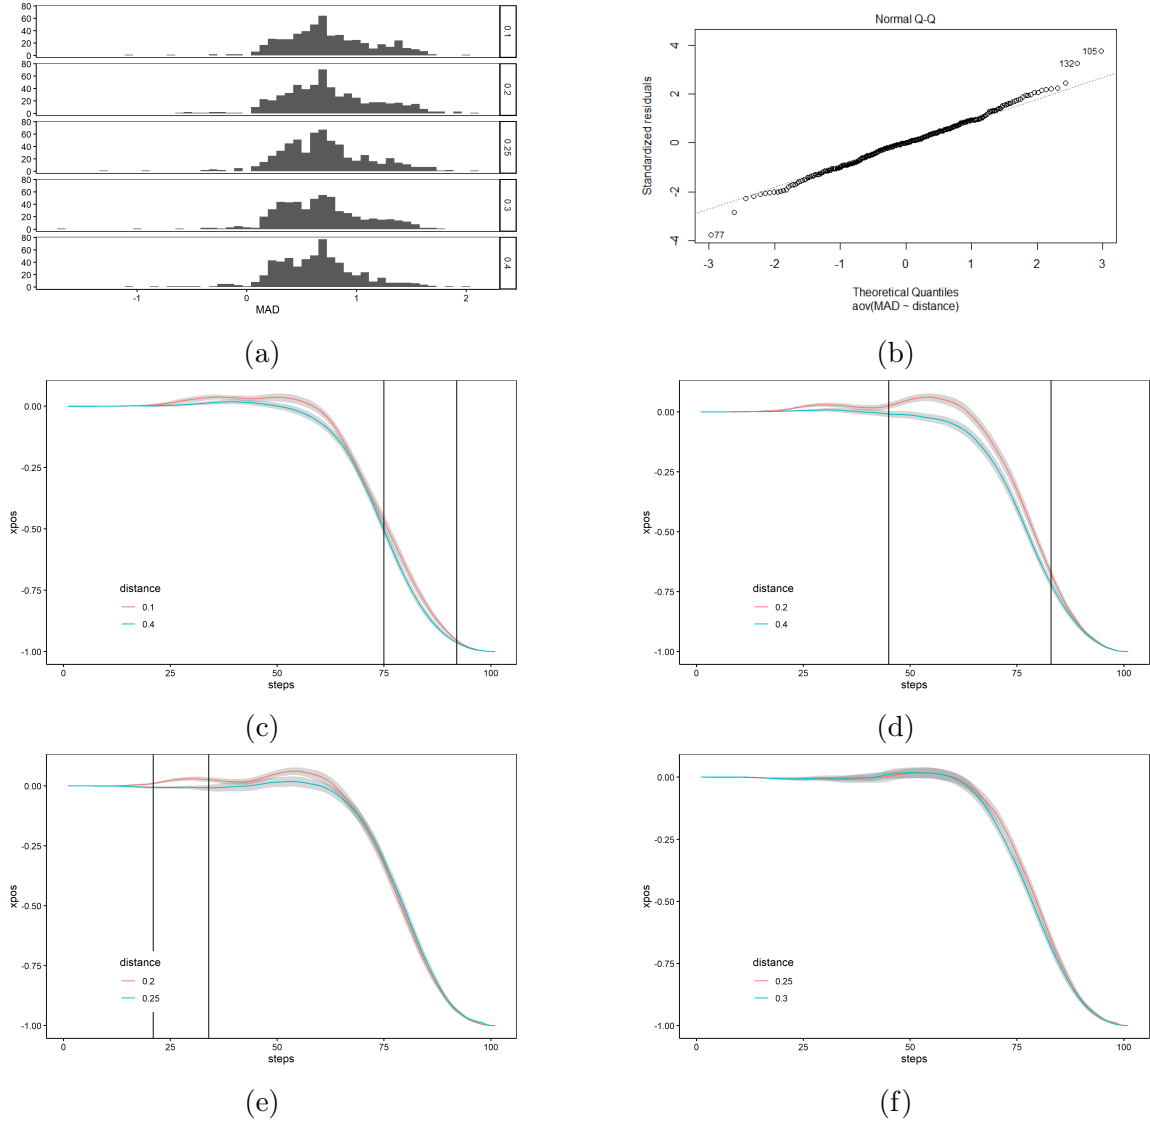 80
60
40
20
0
0.1
80
60
40
20
0
0.2
80
60
40
20
0
0.25
80
60
40
20
0
0.3
80
60
40
20
0
0.4
-1 0 1 2
MAD
(a)
Normal Q-Q
Standardized residuals
4
2
0
-2
-4
105
132
77
-3 -2 -1 0 1 2 3
Theoretical Quantiles
aov(MAD ~ distance)
(b)
xpos
0.00
-0.25
-0.50
-0.75
-1.00
distance
0.1
0.4
0 25 50 75 100
steps
(c)
xpos
0.00
-0.25
-0.50
-0.75
-1.00
distance
0.2
0.4
0 25 50 75 100
steps
(d)
xpos
0.00
-0.25
-0.50
-0.75
-1.00
distance
0.2
0.25
0 25 50 75 100
steps
(e)
xpos
0.00
-0.25
-0.50
-0.75
-1.00
distance
0.25
0.3
0 25 50 75 100
steps
(f)